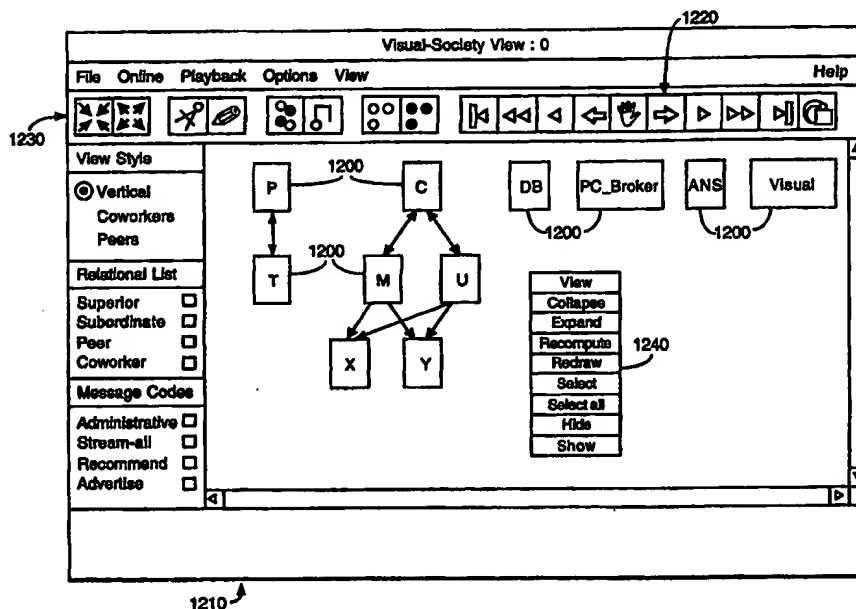 1220
Visual-Society View : 0
File Online Playback Options View Help
1230
View Style
Vertical
Coworkers
Peers
Relational List
Superior
Subordinate
Peer
Coworker
Message Codes
Administrative
Stream-all
Recommend
Advertise
P 1200 C DB PC_Broker ANS Visual
1200 1200
T 1200 M U
X Y
View
Collapse
Expand
Recompute
Redraw
Select
Select all
Hide
Show
1240
1210